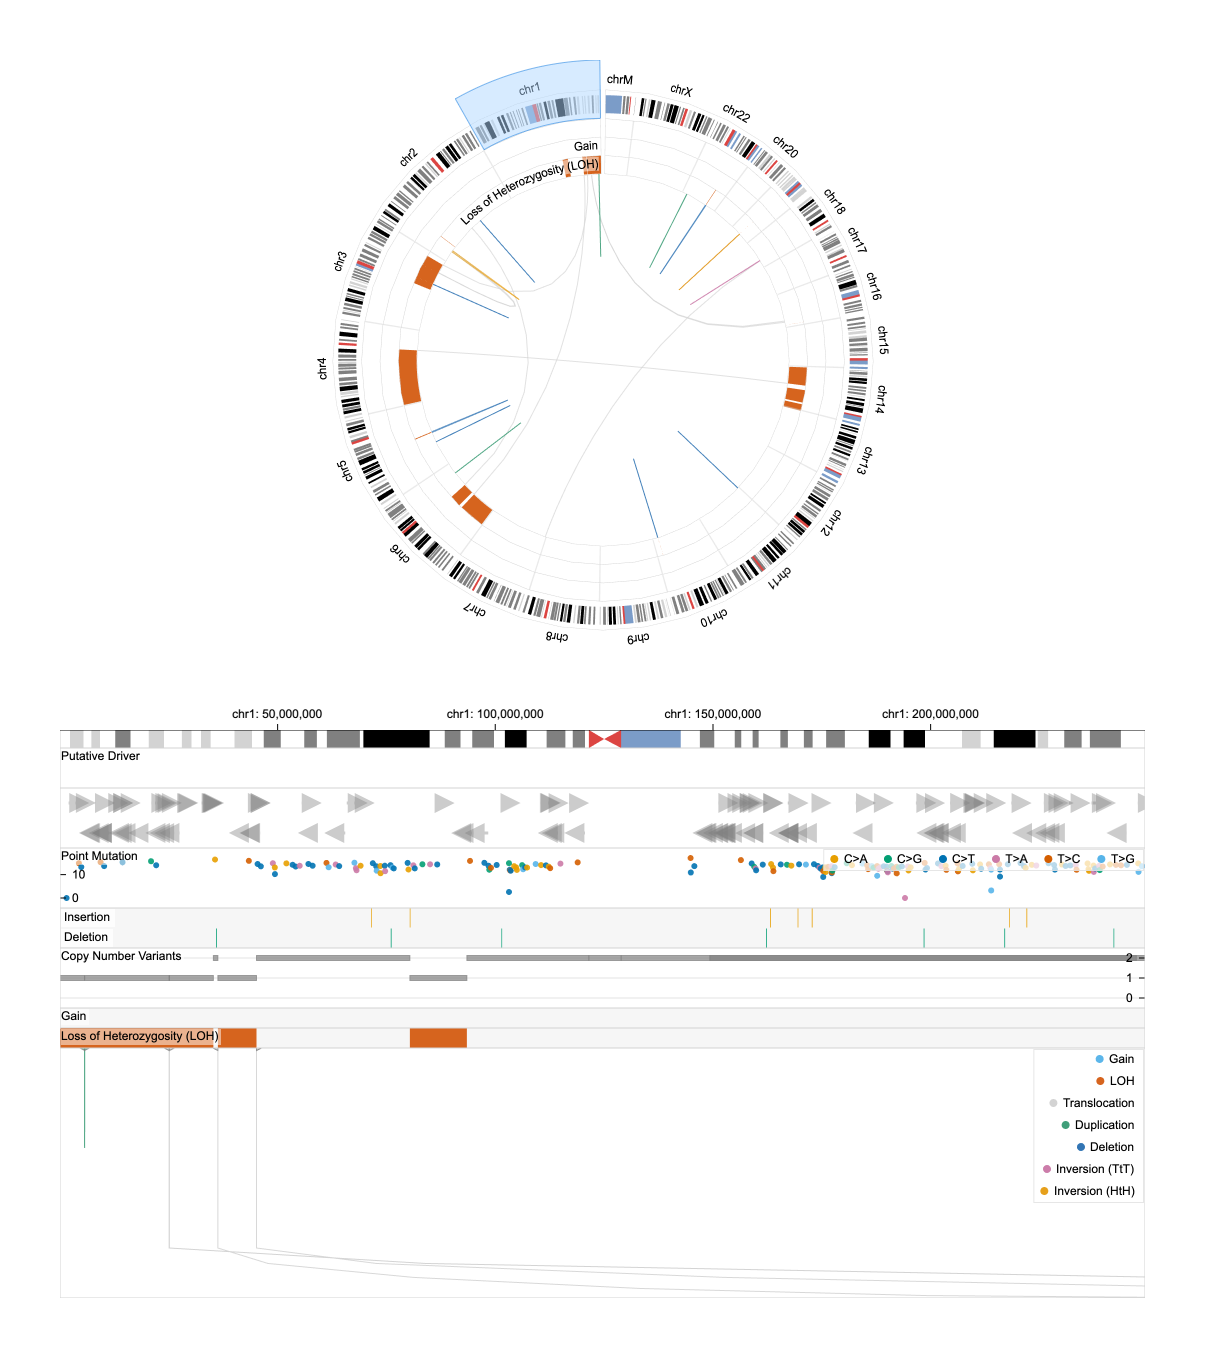 chrM
chrX
chr22
chr20
chr18
chr17
chr16
chr15
chr14
chr13
chr12
chr11
chr10
chr9
chr8
chr7
chr6
chr5
chr4
chr3
chr2
chr1
Gain
Loss of Heterozygosity (LOH)
chr1: 50,000,000 chr1: 100,000,000 chr1: 150,000,000 chr1: 200,000,000
Putative Driver
Point Mutation
C>A C>G C>T T>A T>C T>G
10
0
Insertion
Deletion
Copy Number Variants
2
1
0
Gain
Loss of Heterozygosity (LOH)
Gain
LOH
Translocation
Duplication
Deletion
Inversion (TtT)
Inversion (HtH)